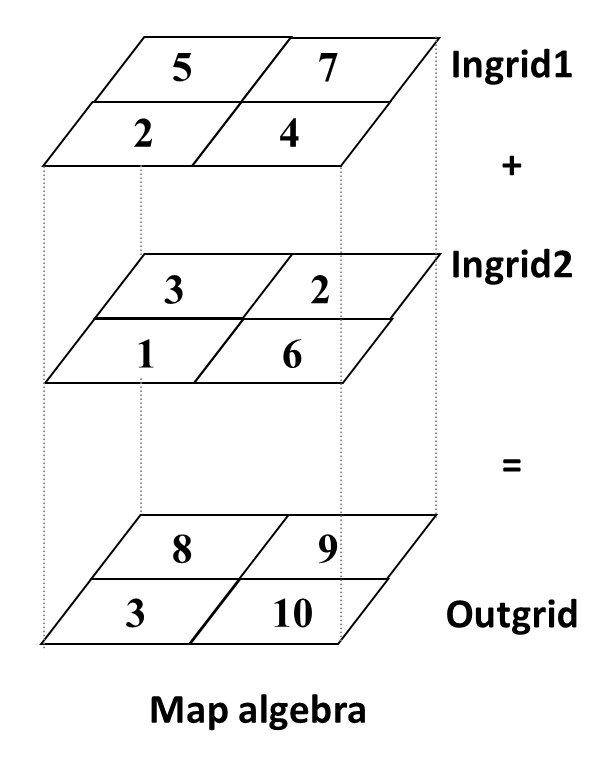 5 7 Ingrid1
2 4
+
3 2 Ingrid2
1 6
=
8 9
3 10 Outgrid
Map algebra